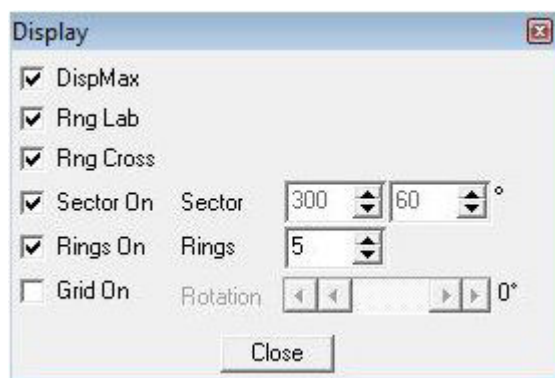 Display
DispMax
Rng Lab
Rng Cross
Sector On Sector 300 60 °
Rings On Rings 5
Grid On Rotation 0°
Close